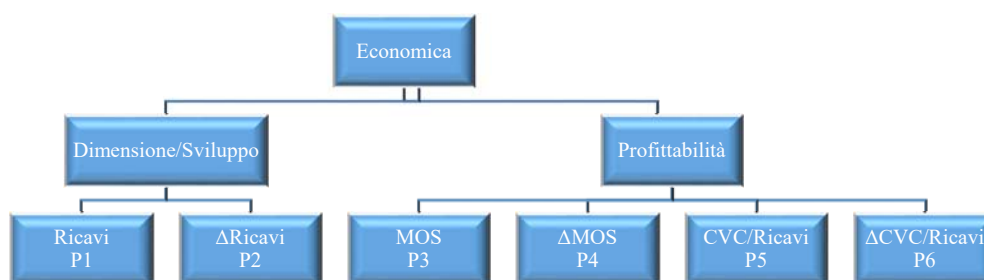 Economica
Dimensione/Sviluppo
Profittabilità
Ricavi
P1
ΔRicavi
P2
MOS
P3
ΔMOS
P4
CVC/Ricavi
P5
ΔCVC/Ricavi
P6